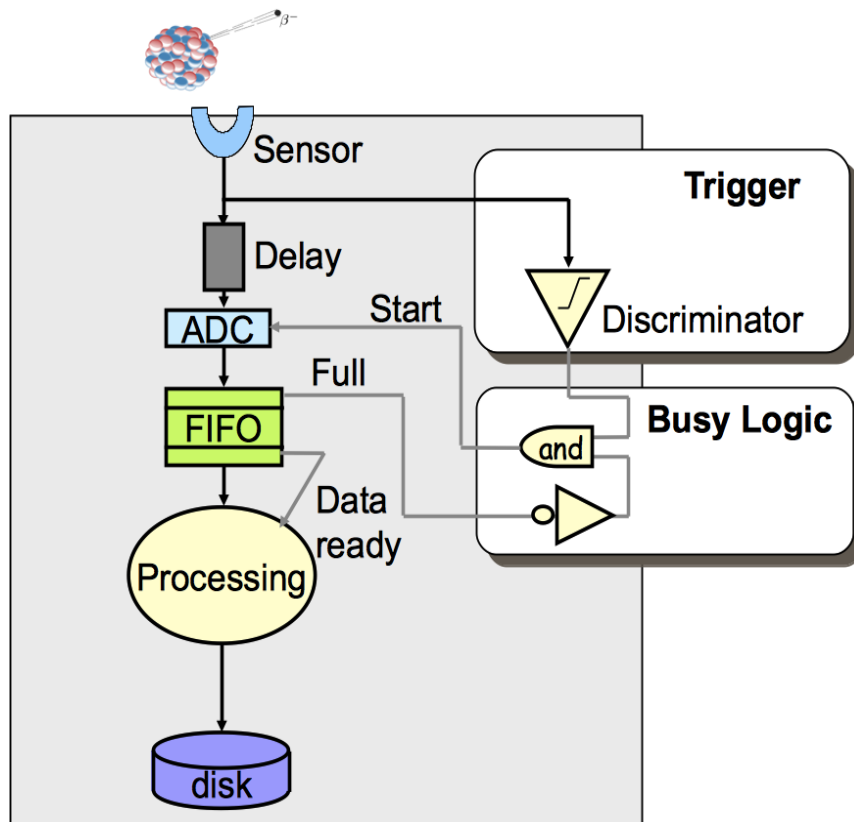 β⁻
Sensor
Trigger
Delay
Start
Discriminator
ADC
Full
Busy Logic
FIFO
and
Data
ready
Processing
disk